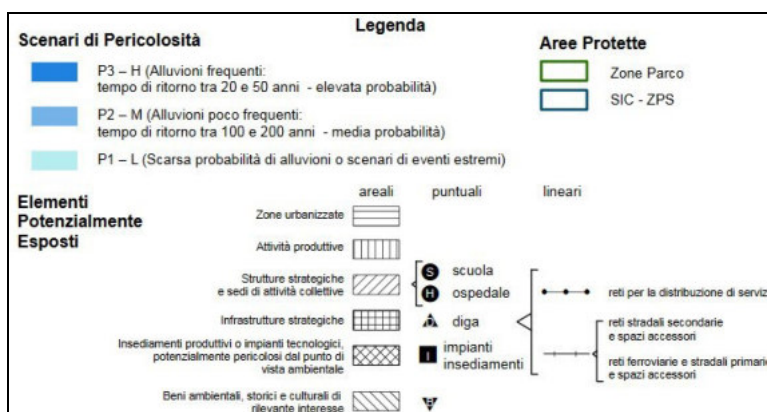 Legenda
Scenari di Pericolosità
P3 – H (Alluvioni frequenti:
tempo di ritorno tra 20 e 50 anni - elevata probabilità)
P2 – M (Alluvioni poco frequenti:
tempo di ritorno tra 100 e 200 anni - media probabilità)
P1 – L (Scarsa probabilità di alluvioni o scenari di eventi estremi)
Aree Protette
Zone Parco
SIC - ZPS
Elementi
Potenzialmente
Esposti
areali
puntuali
lineari
Zone urbanizzate
Attività produttive
Strutture strategiche
e sedi di attività collettive
S scuola
H ospedale
Infrastrutture strategiche
D diga
Insediamenti produttivi o impianti tecnologici,
potenzialmente pericolosi dal punto di
vista ambientale
I impianti
insediamenti
Beni ambientali, storici e culturali di
rilevante interesse
B
reti per la distribuzione di serviz
reti stradali secondarie
e spazi accessori
reti ferroviarie e stradali primarie
e spazi accessori